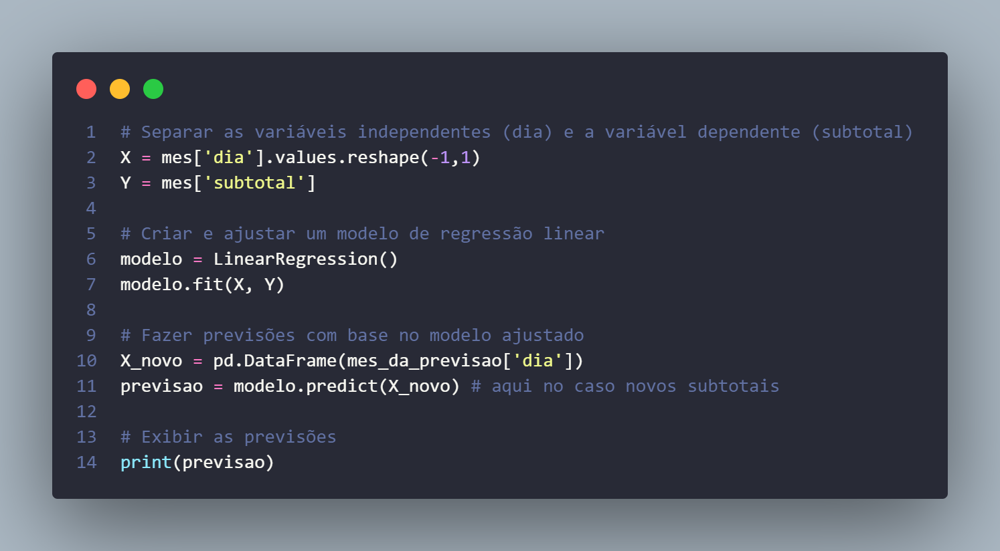 1 # Separar as variáveis independentes (dia) e a variável dependente (subtotal)
2 X = mes['dia'].values.reshape(-1,1)
3 Y = mes['subtotal']
4
5 # Criar e ajustar um modelo de regressão linear
6 modelo = LinearRegression()
7 modelo.fit(X, Y)
8
9 # Fazer previsões com base no modelo ajustado
10 X_novo = pd.DataFrame(mes_da_previsao['dia'])
11 previsao = modelo.predict(X_novo) # aqui no caso novos subtotais
12
13 # Exibir as previsões
14 print(previsao)